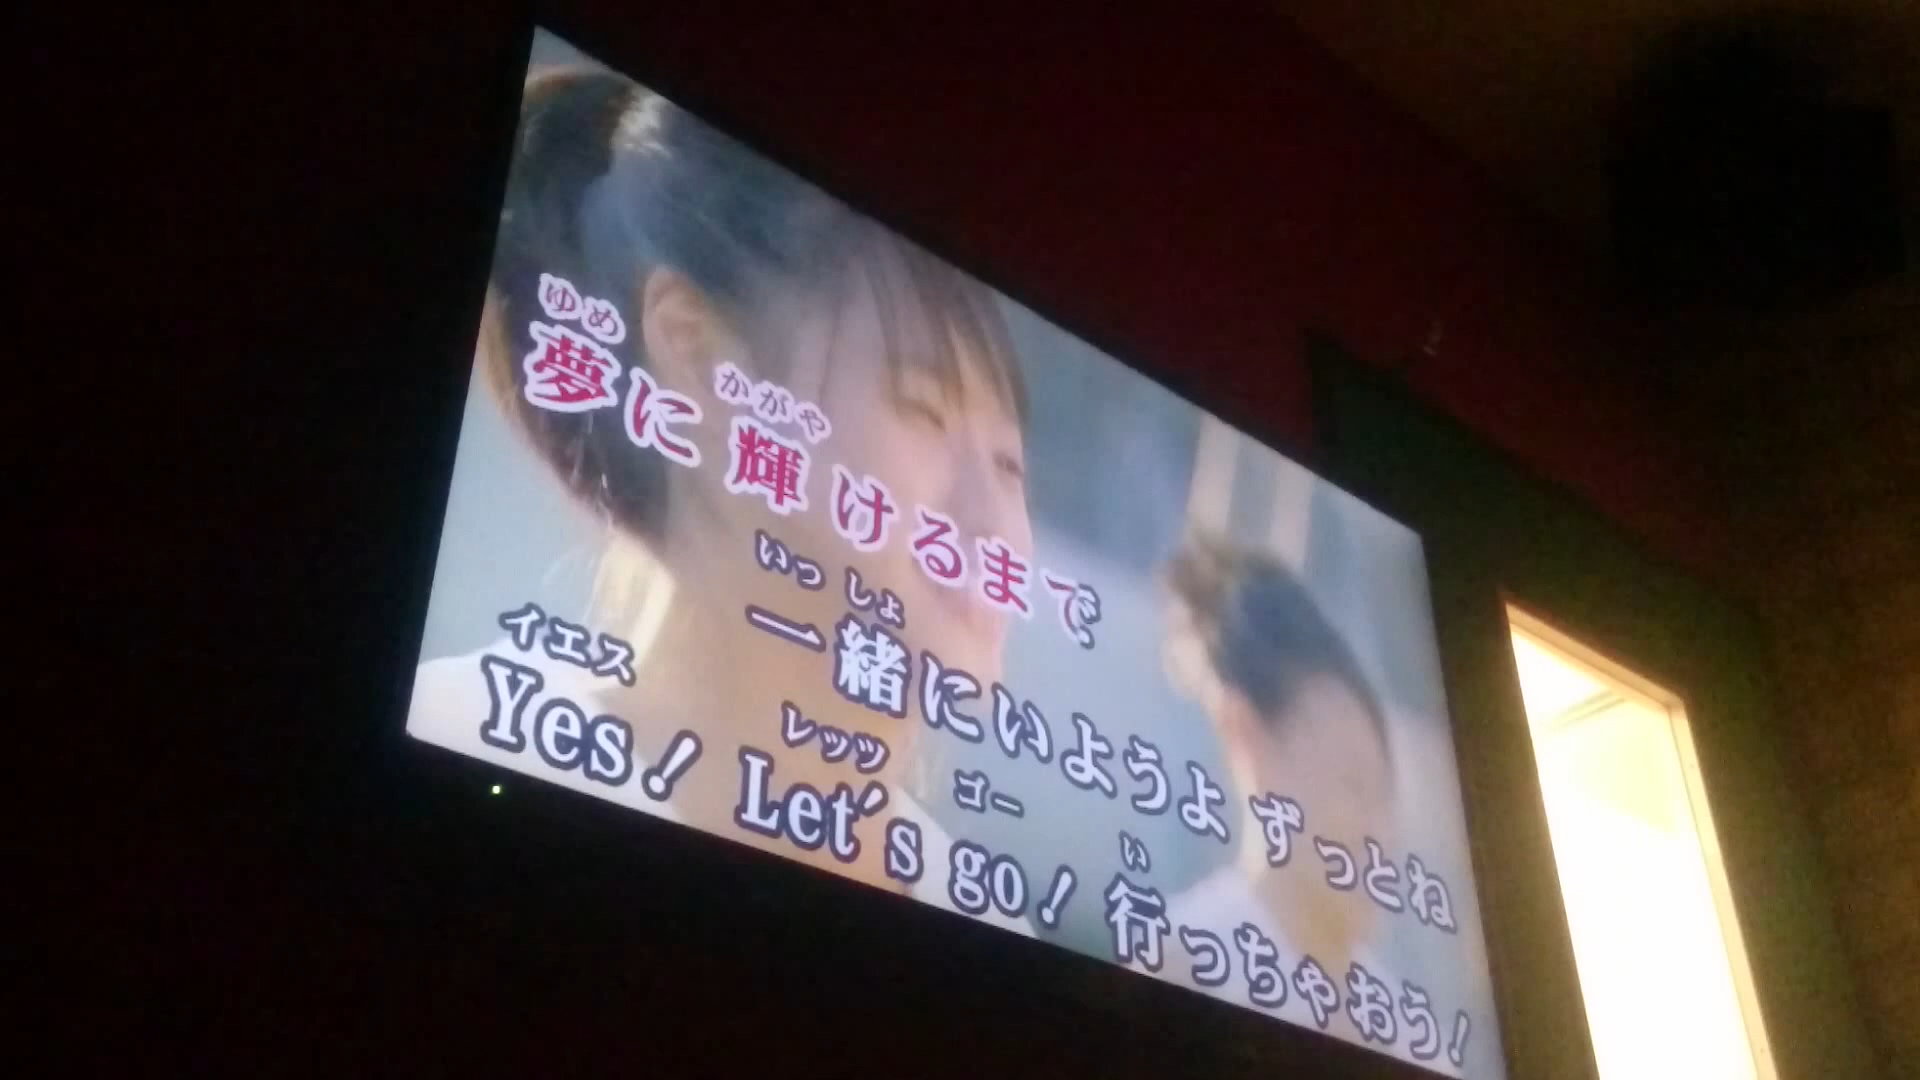 ゆめ かがや
夢に 輝けるまで
いっしょ
一緒にいようよ ずっとね
イエス レッツ ゴー い
Yes! Let's go! 行っちゃおう!